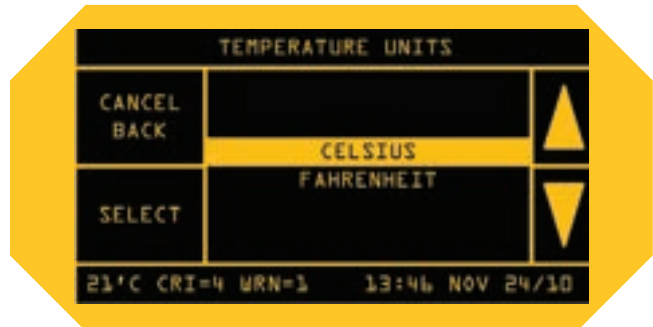 TEMPERATURE UNITS
CANCEL
BACK
CELSIUS
FAHRENHEIT
SELECT
21'C CRI=4 WRN=1 13:46 NOV 24/10